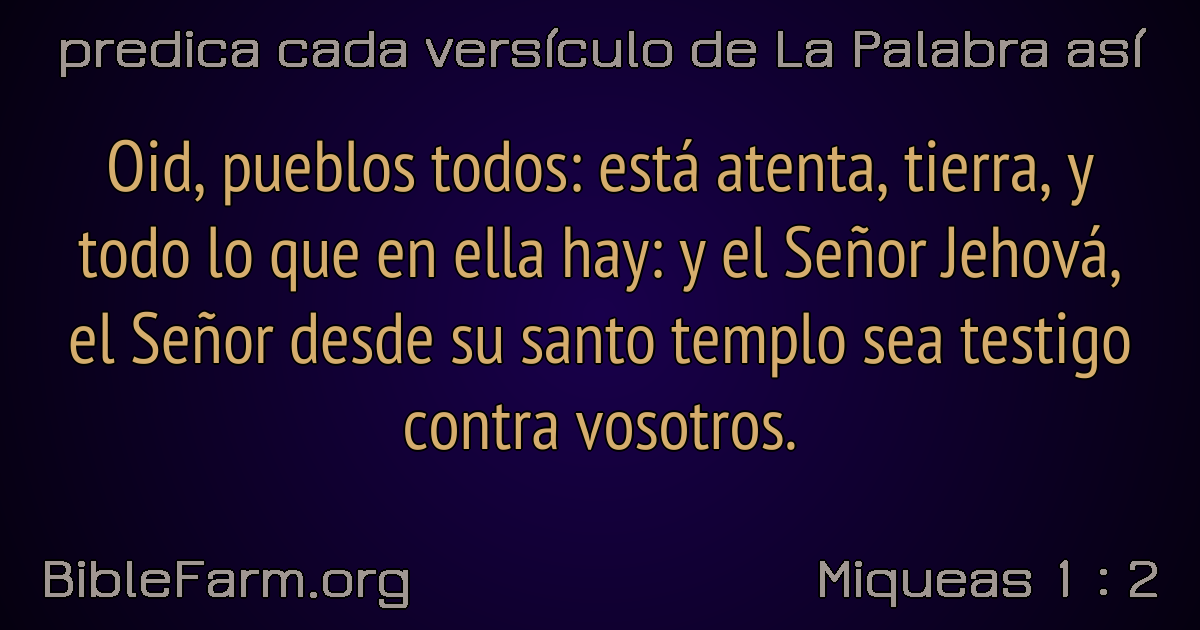 predica cada versículo de La Palabra así
Oid, pueblos todos: está atenta, tierra, y
todo lo que en ella hay: y el Señor Jehová,
el Señor desde su santo templo sea testigo
contra vosotros.
BibleFarm.org
Miqueas 1 : 2